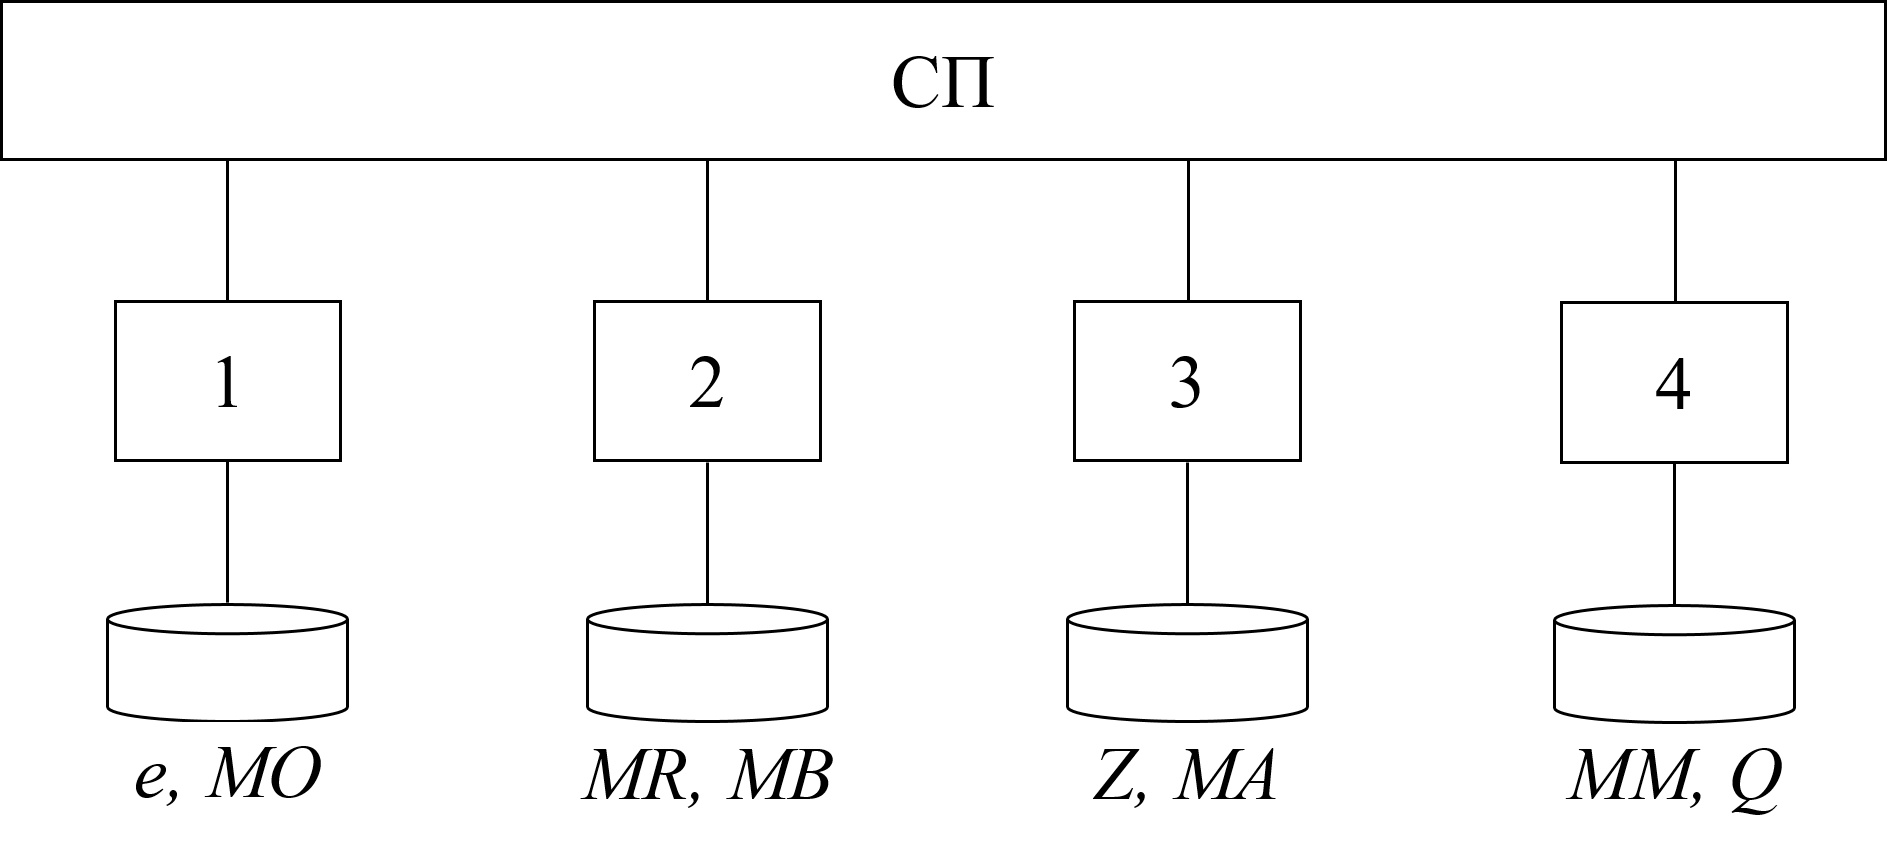 СП
1 2 3 4
e, MO MR, MB Z, MA MM, Q